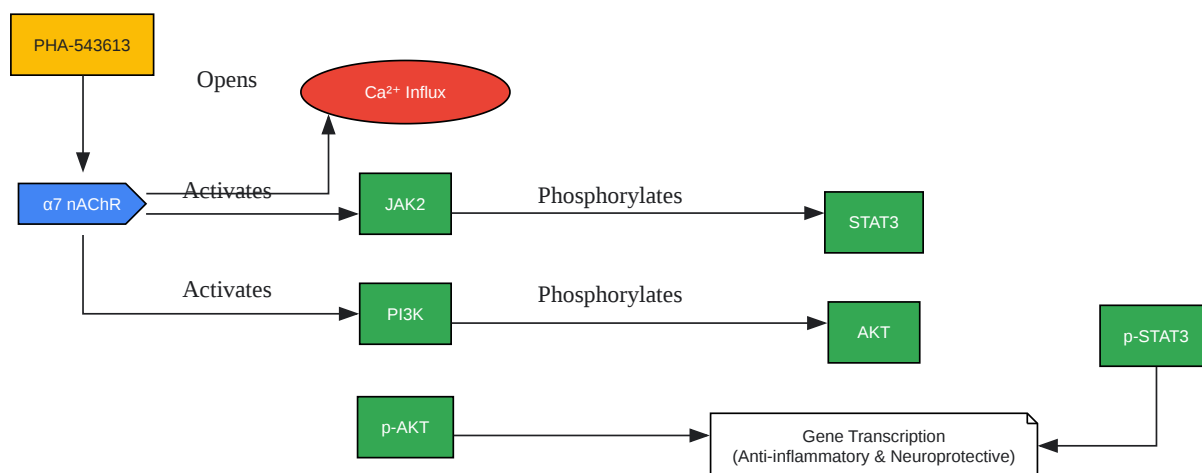 PHA-543613
Opens
Ca²⁺ Influx
α7 nAChR
Activates
JAK2
Phosphorylates
STAT3
Activates
PI3K
Phosphorylates
AKT
p-STAT3
p-AKT
Gene Transcription
(Anti-inflammatory & Neuroprotective)